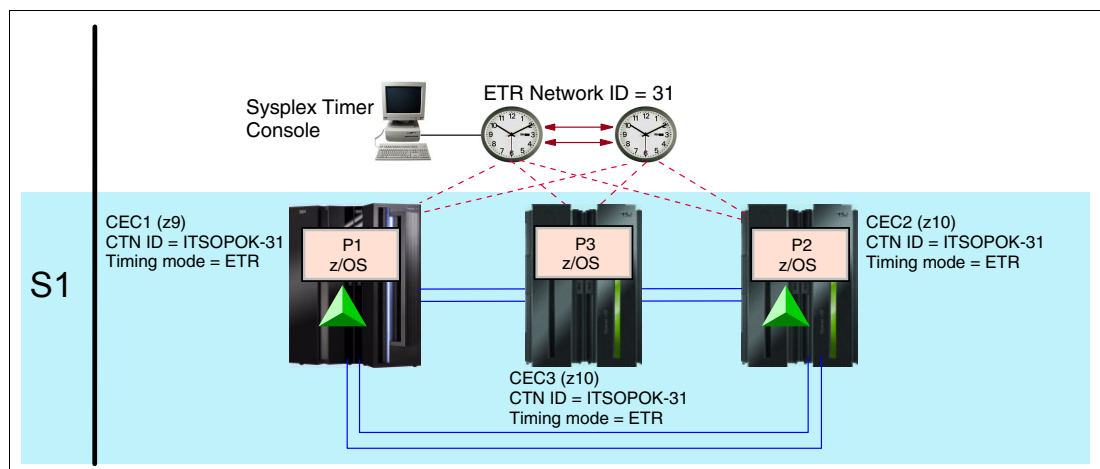 ETR Network ID = 31
Sysplex Timer
Console
CEC1 (z9)
CTN ID = ITSOPOK-31
Timing mode = ETR
P1
z/OS
P3
z/OS
P2
z/OS
CEC2 (z10)
CTN ID = ITSOPOK-31
Timing mode = ETR
S1
CEC3 (z10)
CTN ID = ITSOPOK-31
Timing mode = ETR